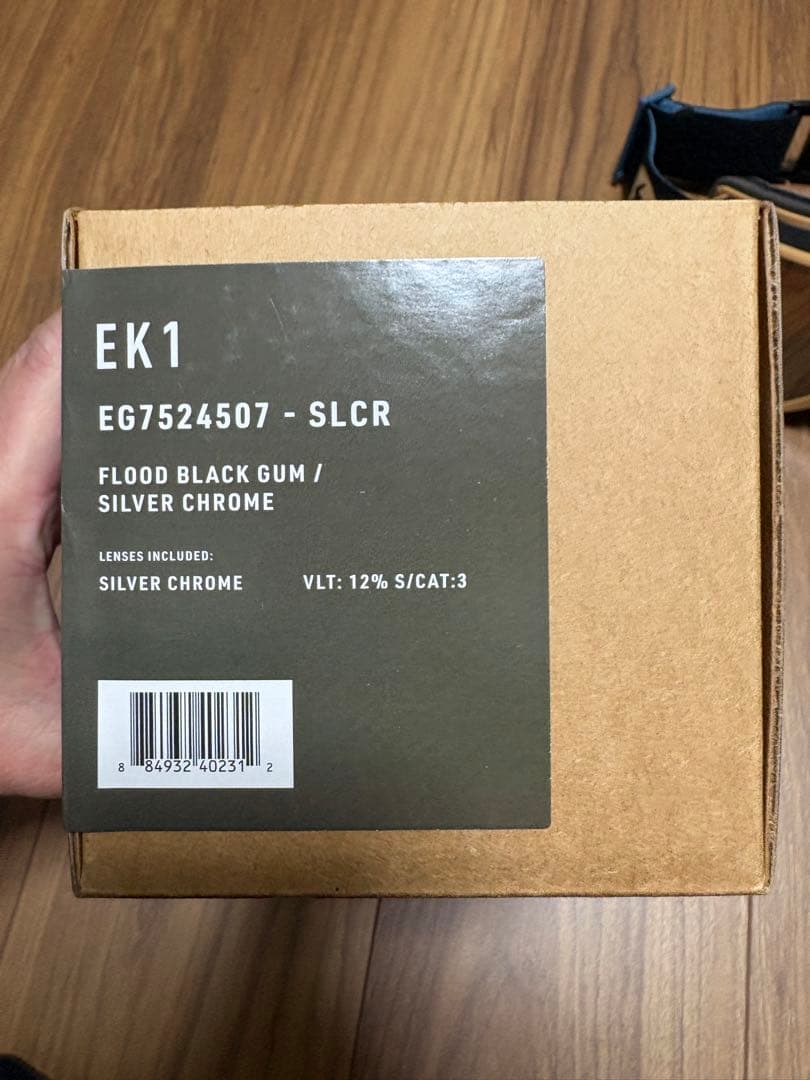 EK1
EG7524507 - SLCR
FLOOD BLACK GUM /
SILVER CHROME
LENSES INCLUDED:
SILVER CHROME VLT: 12% S/CAT:3
8 84932 40231 2